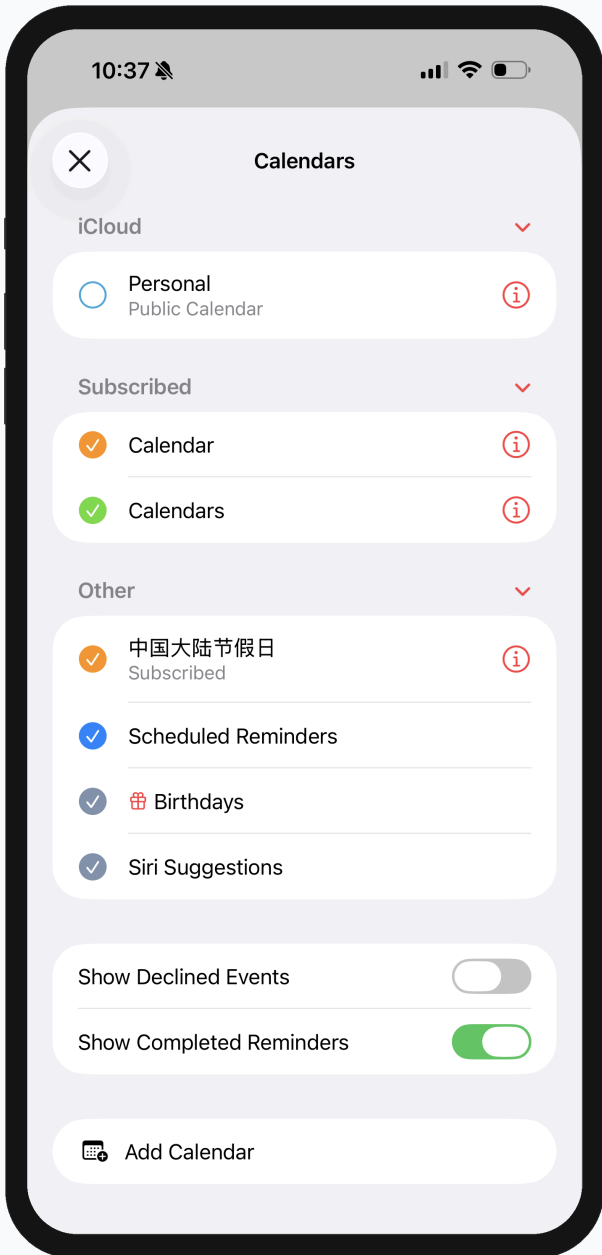 10:37
Calendars
iCloud
Personal
Public Calendar
Subscribed
Calendar
Calendars
Other
中国大陆节假日
Subscribed
Scheduled Reminders
Birthdays
Siri Suggestions
Show Declined Events
Show Completed Reminders
Add Calendar